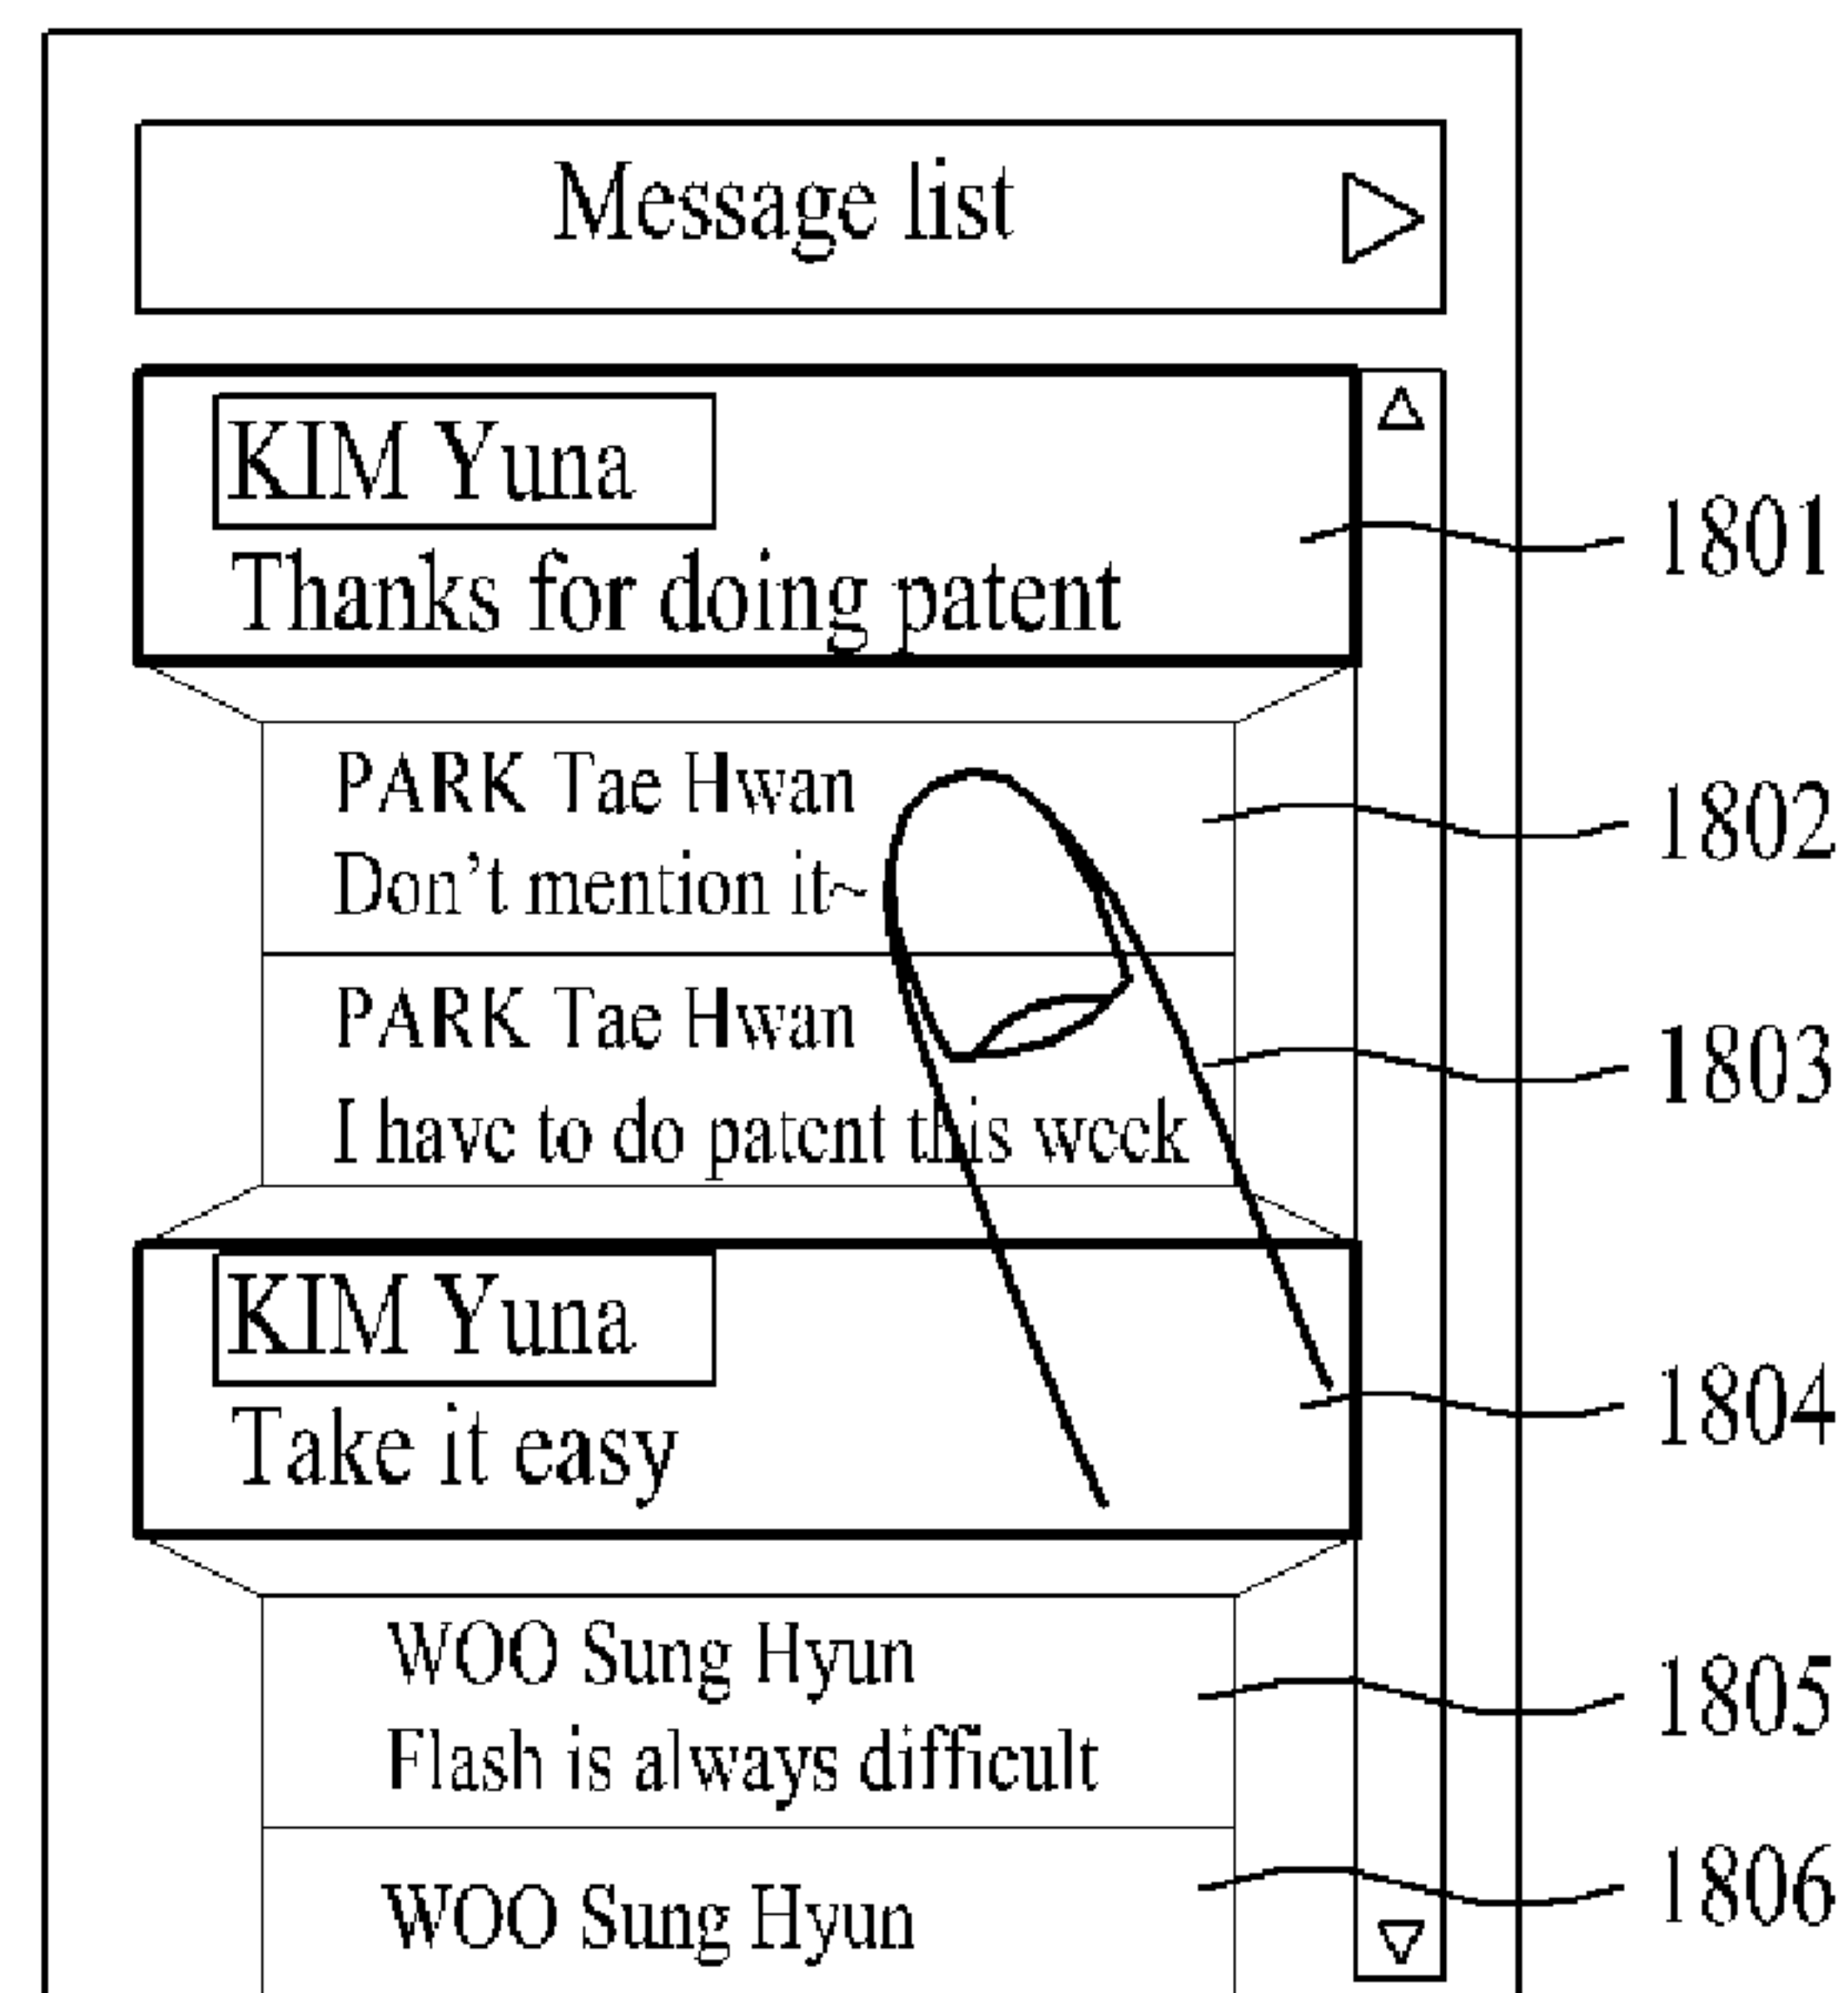 Message list
KIM Yuna
Thanks for doing patent
1801
PARK Tae Hwan
Don't mention it~
1802
PARK Tae Hwan
I have to do patent this week
1803
KIM Yuna
Take it easy
1804
WOO Sung Hyun
Flash is always difficult
1805
WOO Sung Hyun
1806